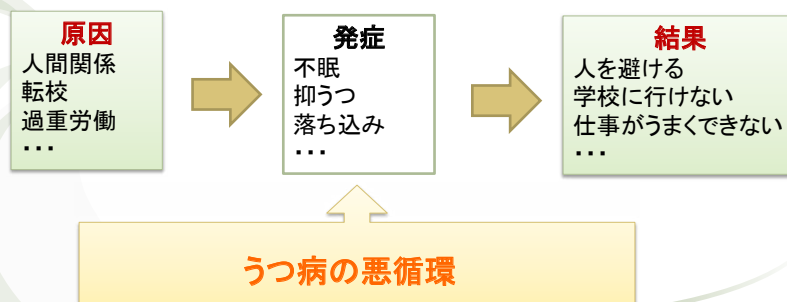 原因
人間関係
転校
過重労働
・・・
発症
不眠
抑うつ
落ち込み
・・・
結果
人を避ける
学校に行けない
仕事がうまくできない
・・・
うつ病の悪循環